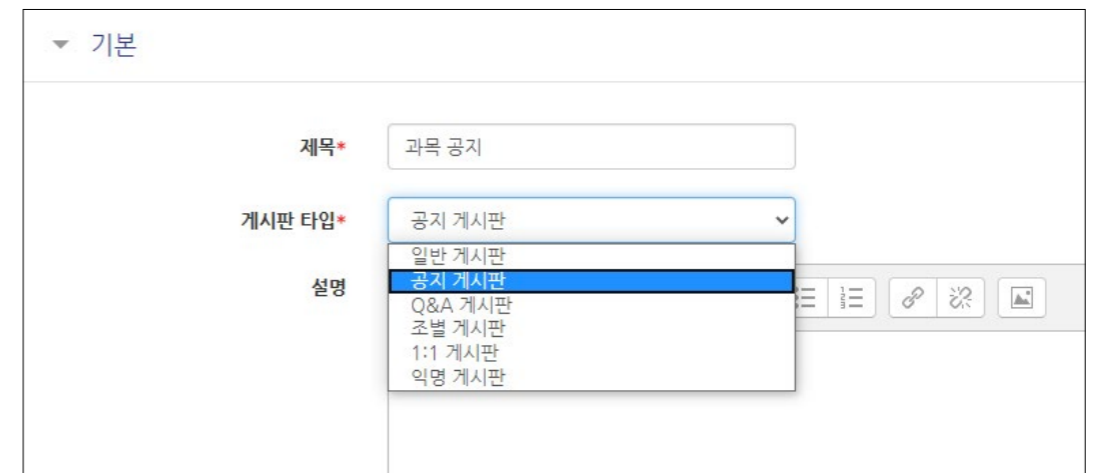 기본
제목*
과목 공지
게시판 타입*
공지 게시판
일반 게시판
공지 게시판
Q&A 게시판
조별 게시판
1:1 게시판
익명 게시판
설명